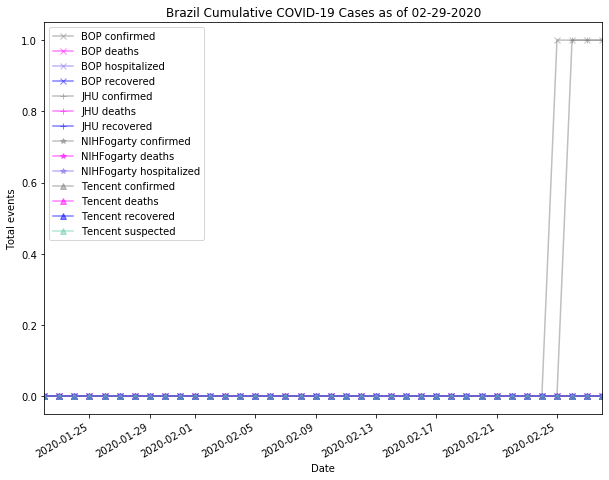 Brazil Cumulative COVID-19 Cases as of 02-29-2020
BOP confirmed
BOP deaths
BOP hospitalized
BOP recovered
JHU confirmed
JHU deaths
JHU recovered
NIHFogarty confirmed
NIHFogarty deaths
NIHFogarty hospitalized
Tencent confirmed
Tencent deaths
Tencent recovered
Tencent suspected
Total events
1.0
0.8
0.6
0.4
0.2
0.0
2020-01-25
2020-01-29
2020-02-01
2020-02-05
2020-02-09
2020-02-13
2020-02-17
2020-02-21
2020-02-25
Date